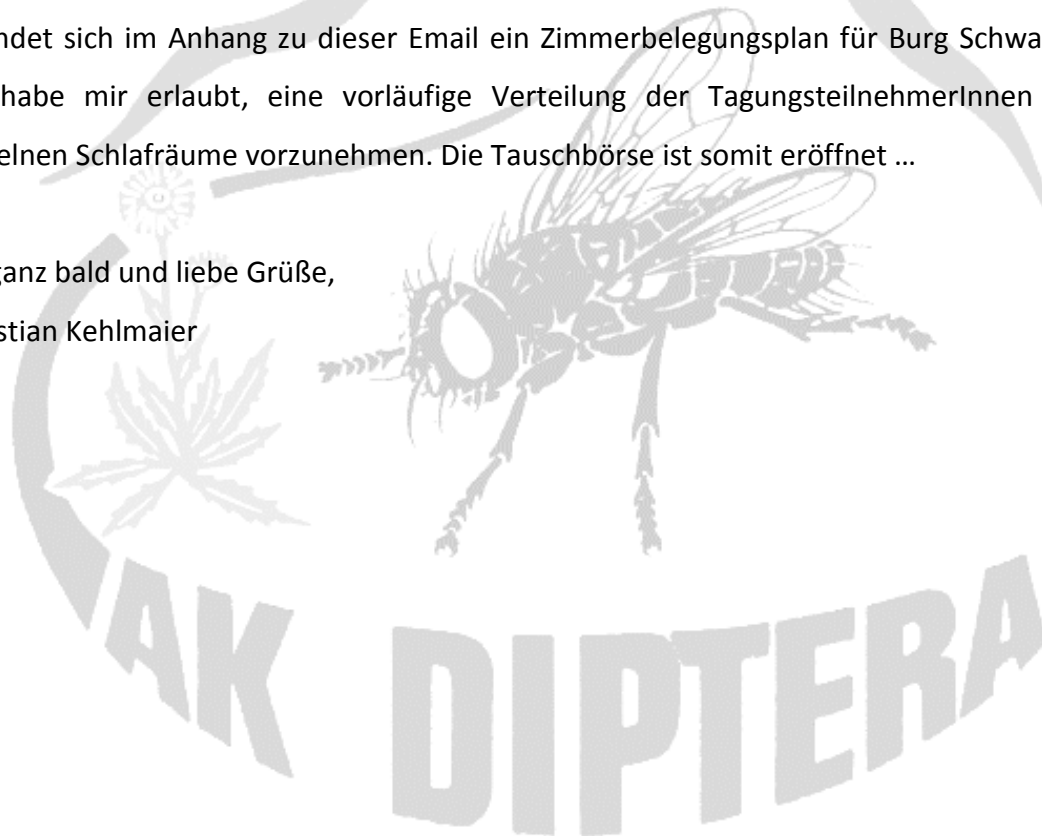 ndet sich im Anhang zu dieser Email ein Zimmerbelegungsplan für Burg Schwa
habe mir erlaubt, eine vorläufige Verteilung der TagungsteilnehmerInnen
elnen Schlafräume vorzunehmen. Die Tauschbörse ist somit eröffnet …
ganz bald und liebe Grüße,
stian Kehlmaier
AK DIPTERA